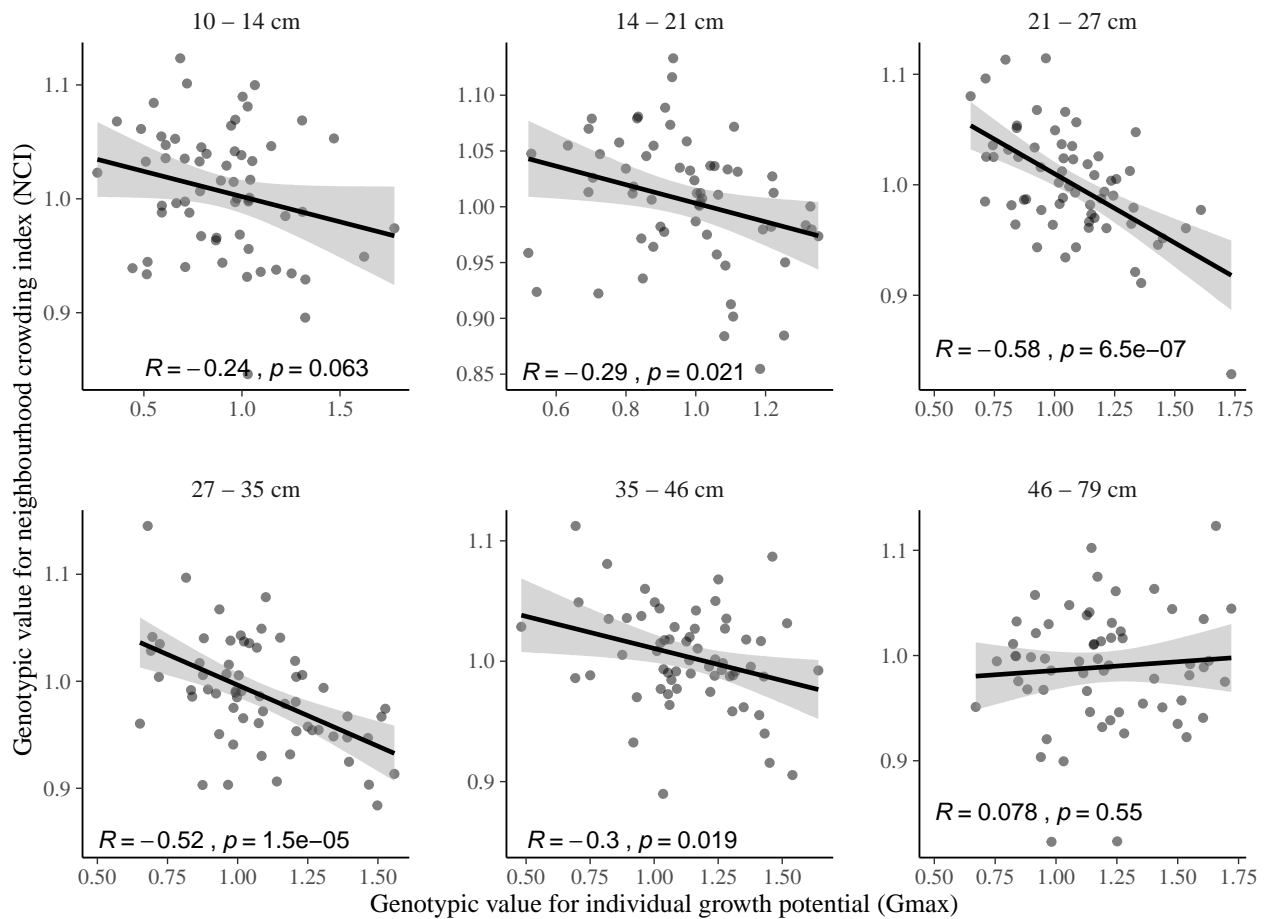 10 – 14 cm
14 – 21 cm
21 – 27 cm
Genotypic value for neighbourhood crowding index (NCI)
1.1
1.0
0.9
R = −0.24 , p = 0.063
0.5 1.0 1.5
1.10
1.05
1.00
0.95
0.90
0.85
R = −0.29 , p = 0.021
0.6 0.8 1.0 1.2
1.1
1.0
0.9
R = −0.58 , p = 6.5e−07
0.50 0.75 1.00 1.25 1.50 1.75
27 – 35 cm
35 – 46 cm
46 – 79 cm
1.1
1.0
0.9
R = −0.52 , p = 1.5e−05
0.50 0.75 1.00 1.25 1.50
1.1
1.0
0.9
R = −0.3 , p = 0.019
0.50 0.75 1.00 1.25 1.50
1.1
1.0
0.9
R = 0.078 , p = 0.55
0.50 0.75 1.00 1.25 1.50 1.75
Genotypic value for individual growth potential (Gmax)